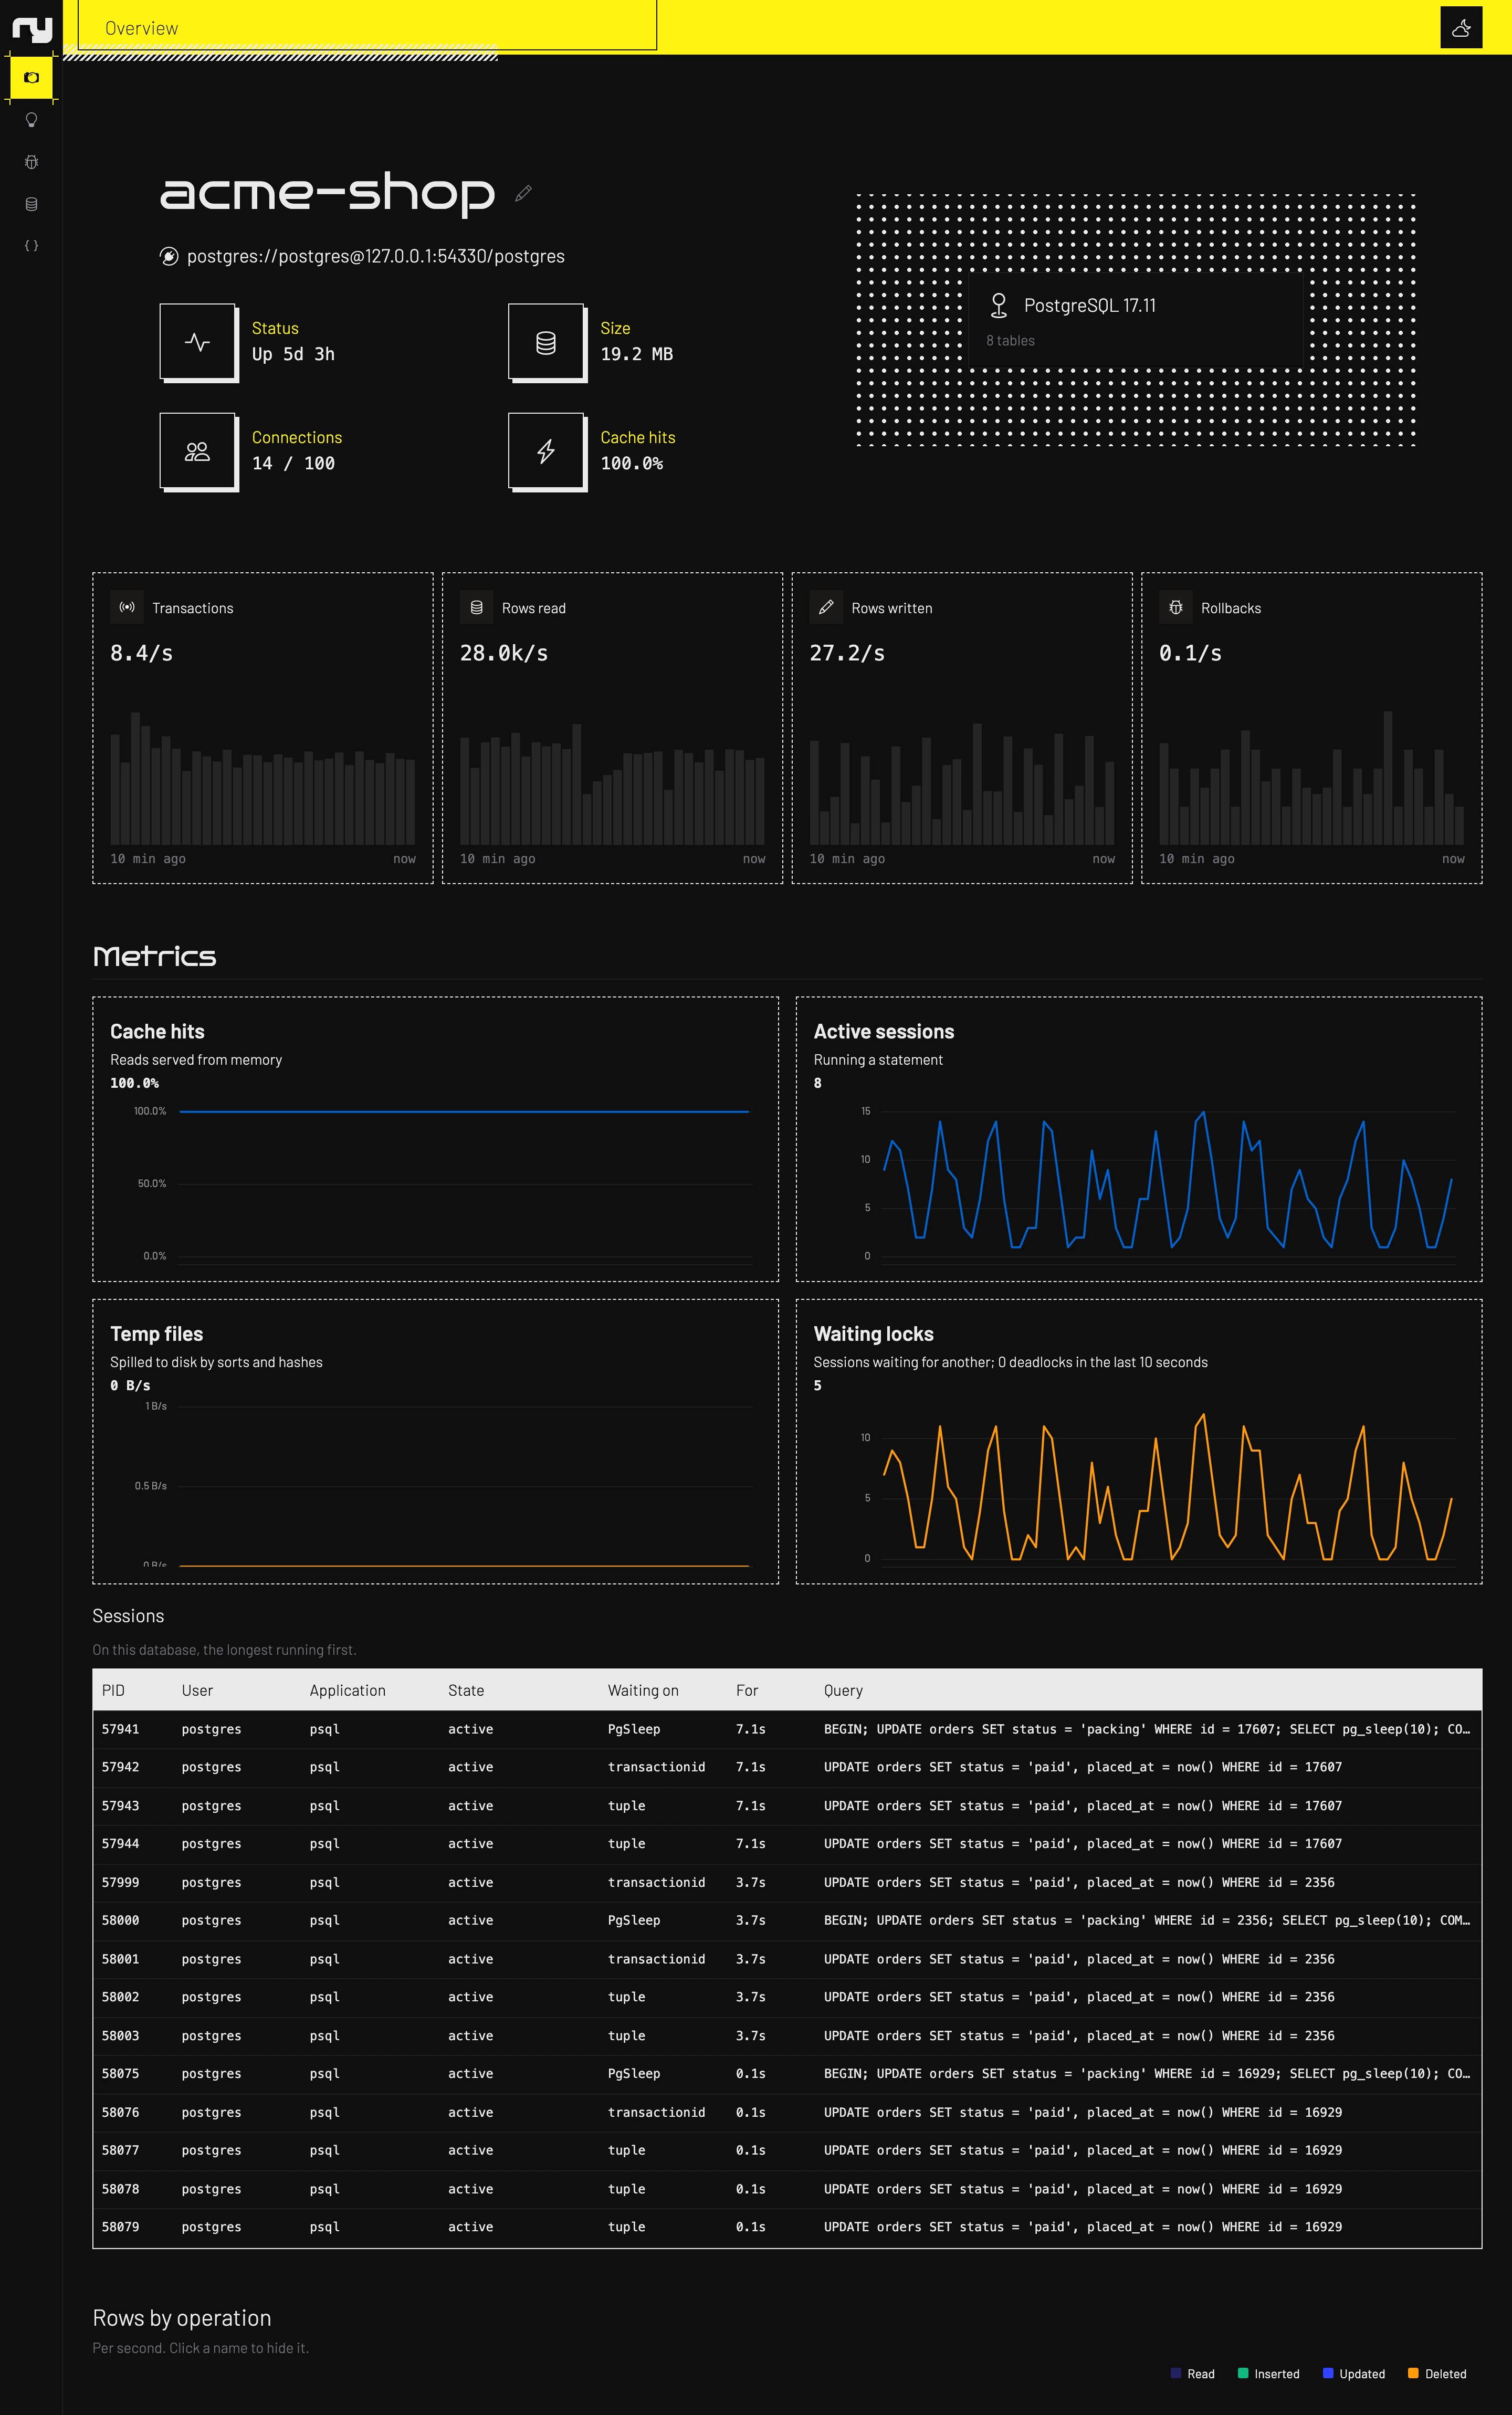 ry
Overview
acme-shop
postgres://postgres@127.0.0.1:54330/postgres
PostgreSQL 17.11
8 tables
Status
Up 5d 3h
Size
19.2 MB
Connections
14 / 100
Cache hits
100.0%
Transactions
8.4/s
10 min ago now
Rows read
28.0k/s
10 min ago now
Rows written
27.2/s
10 min ago now
Rollbacks
0.1/s
10 min ago now
Metrics
Cache hits
Reads served from memory
100.0%
100.0%
50.0%
0.0%
Active sessions
Running a statement
8
15
10
5
0
Temp files
Spilled to disk by sorts and hashes
0 B/s
1 B/s
0.5 B/s
0 B/s
Waiting locks
Sessions waiting for another; 0 deadlocks in the last 10 seconds
5
10
5
0
Sessions
On this database, the longest running first.
PID User Application State Waiting on For Query
57941 postgres psql active PgSleep 7.1s BEGIN; UPDATE orders SET status = 'packing' WHERE id = 17607; SELECT pg_sleep(10); CO…
57942 postgres psql active transactionid 7.1s UPDATE orders SET status = 'paid', placed_at = now() WHERE id = 17607
57943 postgres psql active tuple 7.1s UPDATE orders SET status = 'paid', placed_at = now() WHERE id = 17607
57944 postgres psql active tuple 7.1s UPDATE orders SET status = 'paid', placed_at = now() WHERE id = 17607
57999 postgres psql active transactionid 3.7s UPDATE orders SET status = 'paid', placed_at = now() WHERE id = 2356
58000 postgres psql active PgSleep 3.7s BEGIN; UPDATE orders SET status = 'packing' WHERE id = 2356; SELECT pg_sleep(10); COM…
58001 postgres psql active transactionid 3.7s UPDATE orders SET status = 'paid', placed_at = now() WHERE id = 2356
58002 postgres psql active tuple 3.7s UPDATE orders SET status = 'paid', placed_at = now() WHERE id = 2356
58003 postgres psql active tuple 3.7s UPDATE orders SET status = 'paid', placed_at = now() WHERE id = 2356
58075 postgres psql active PgSleep 0.1s BEGIN; UPDATE orders SET status = 'packing' WHERE id = 16929; SELECT pg_sleep(10); CO…
58076 postgres psql active transactionid 0.1s UPDATE orders SET status = 'paid', placed_at = now() WHERE id = 16929
58077 postgres psql active tuple 0.1s UPDATE orders SET status = 'paid', placed_at = now() WHERE id = 16929
58078 postgres psql active tuple 0.1s UPDATE orders SET status = 'paid', placed_at = now() WHERE id = 16929
58079 postgres psql active tuple 0.1s UPDATE orders SET status = 'paid', placed_at = now() WHERE id = 16929
Rows by operation
Per second. Click a name to hide it.
Read Inserted Updated Deleted